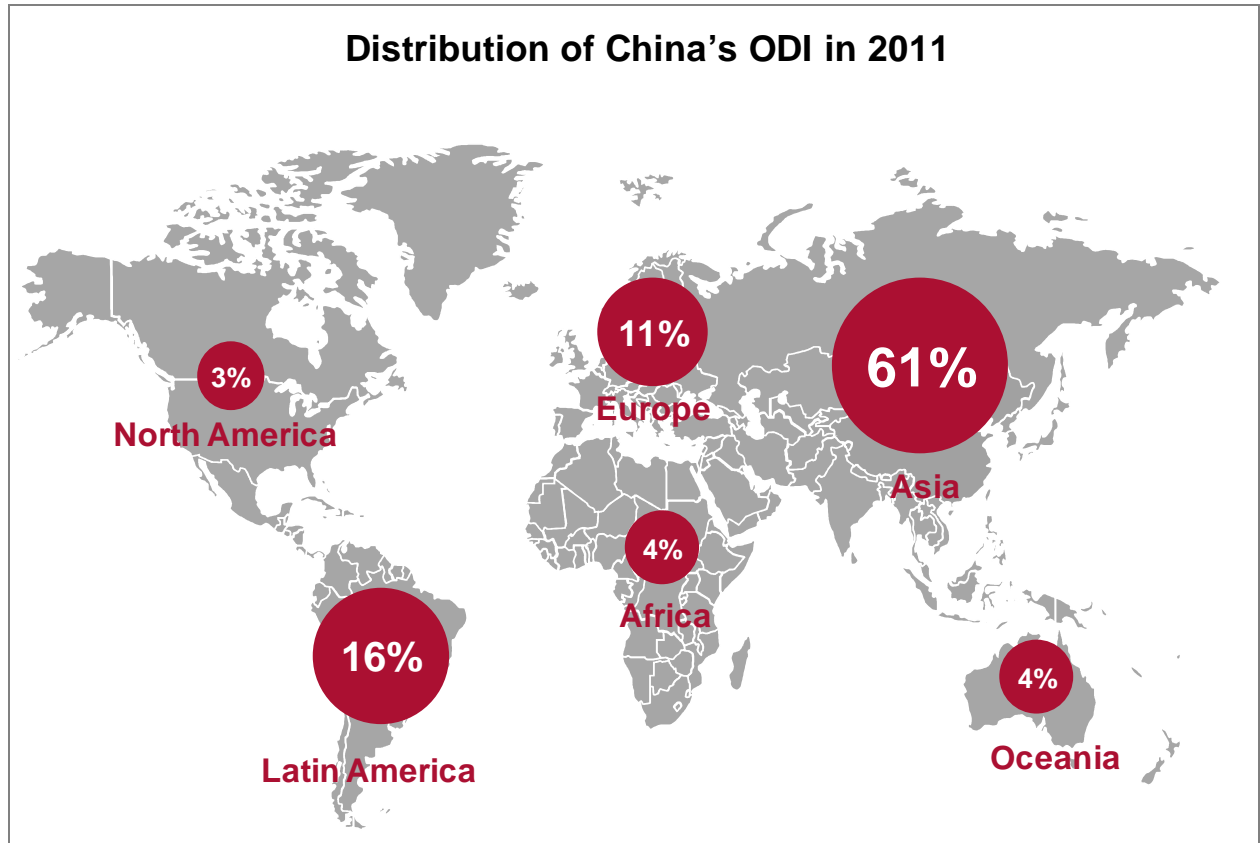 Distribution of China’s ODI in 2011
11%
Europe
61%
Asia
3%
North America
4%
Africa
16%
Latin America
4%
Oceania